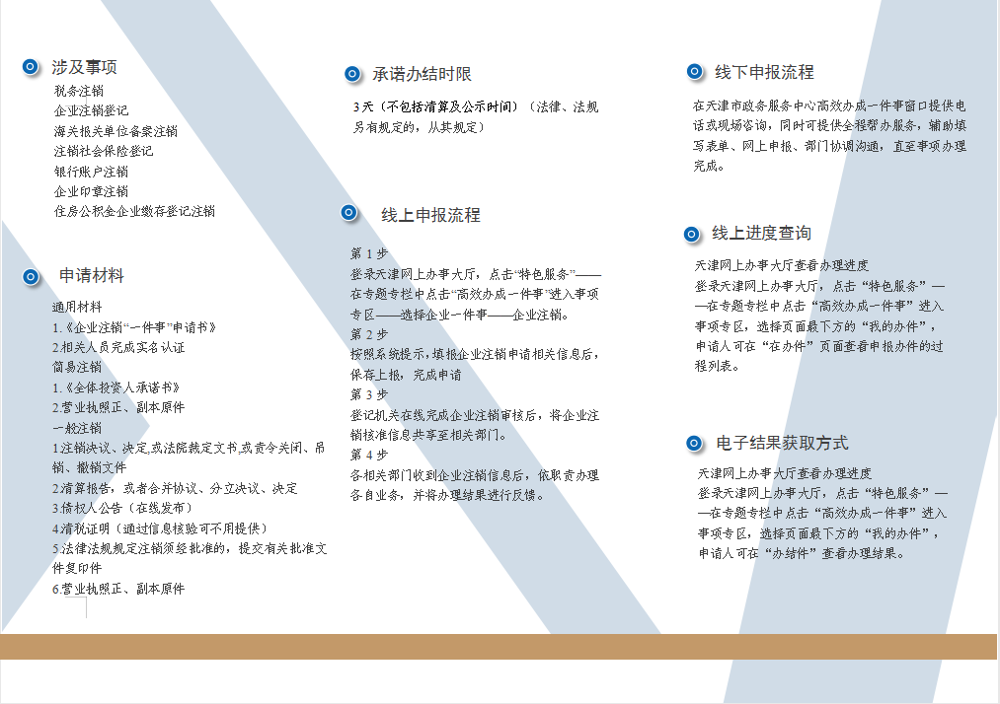 涉及事项
税务注销
企业注销登记
海关报关单位备案注销
注销社会保险登记
银行账户注销
企业印章注销
住房公积金企业缴存登记注销
申请材料
通用材料
1.《企业注销“一件事”申请书》
2.相关人员完成实名认证
简易注销
1.《全体投资人承诺书》
2.营业执照正、副本原件
一般注销
1.注销决议、决定,或法院裁定文书,或责令关闭、吊
销、撤销文件
2.清算报告，或者合并协议、分立决议、决定
3.债权人公告（在线发布）
4.清税证明（通过信息核验可不用提供）
5.法律法规规定注销须经批准的，提交有关批准文
件复印件
6.营业执照正、副本原件
承诺办结时限
3天（不包括清算及公示时间）（法律、法规
另有规定的，从其规定）
线上申报流程
第 1 步
登录天津网上办事大厅，点击“特色服务”——
在专题专栏中点击“高效办成一件事”进入事项
专区——选择企业一件事——企业注销。
第 2 步
按照系统提示,填报企业注销申请相关信息后，
保存上报，完成申请
第 3 步
登记机关在线完成企业注销审核后，将企业注
销核准信息共享至相关部门。
第 4 步
各相关部门收到企业注销信息后，依职责办理
各自业务，并将办理结果进行反馈。
线下申报流程
在天津市政务服务中心高效办成一件事窗口提供电
话或现场咨询，同时可提供全程帮办服务，辅助填
写表单、网上申报、部门协调沟通，直至事项办理
完成。
线上进度查询
天津网上办事大厅查看办理进度
登录天津网上办事大厅，点击“特色服务”—
—在专题专栏中点击“高效办成一件事”进入
事项专区，选择页面最下方的“我的办件”，
申请人可在“在办件”页面查看申报办件的过
程列表。
电子结果获取方式
天津网上办事大厅查看办理进度
登录天津网上办事大厅，点击“特色服务”—
—在专题专栏中点击“高效办成一件事”进入
事项专区，选择页面最下方的“我的办件”，
申请人可在“办结件”查看办理结果。